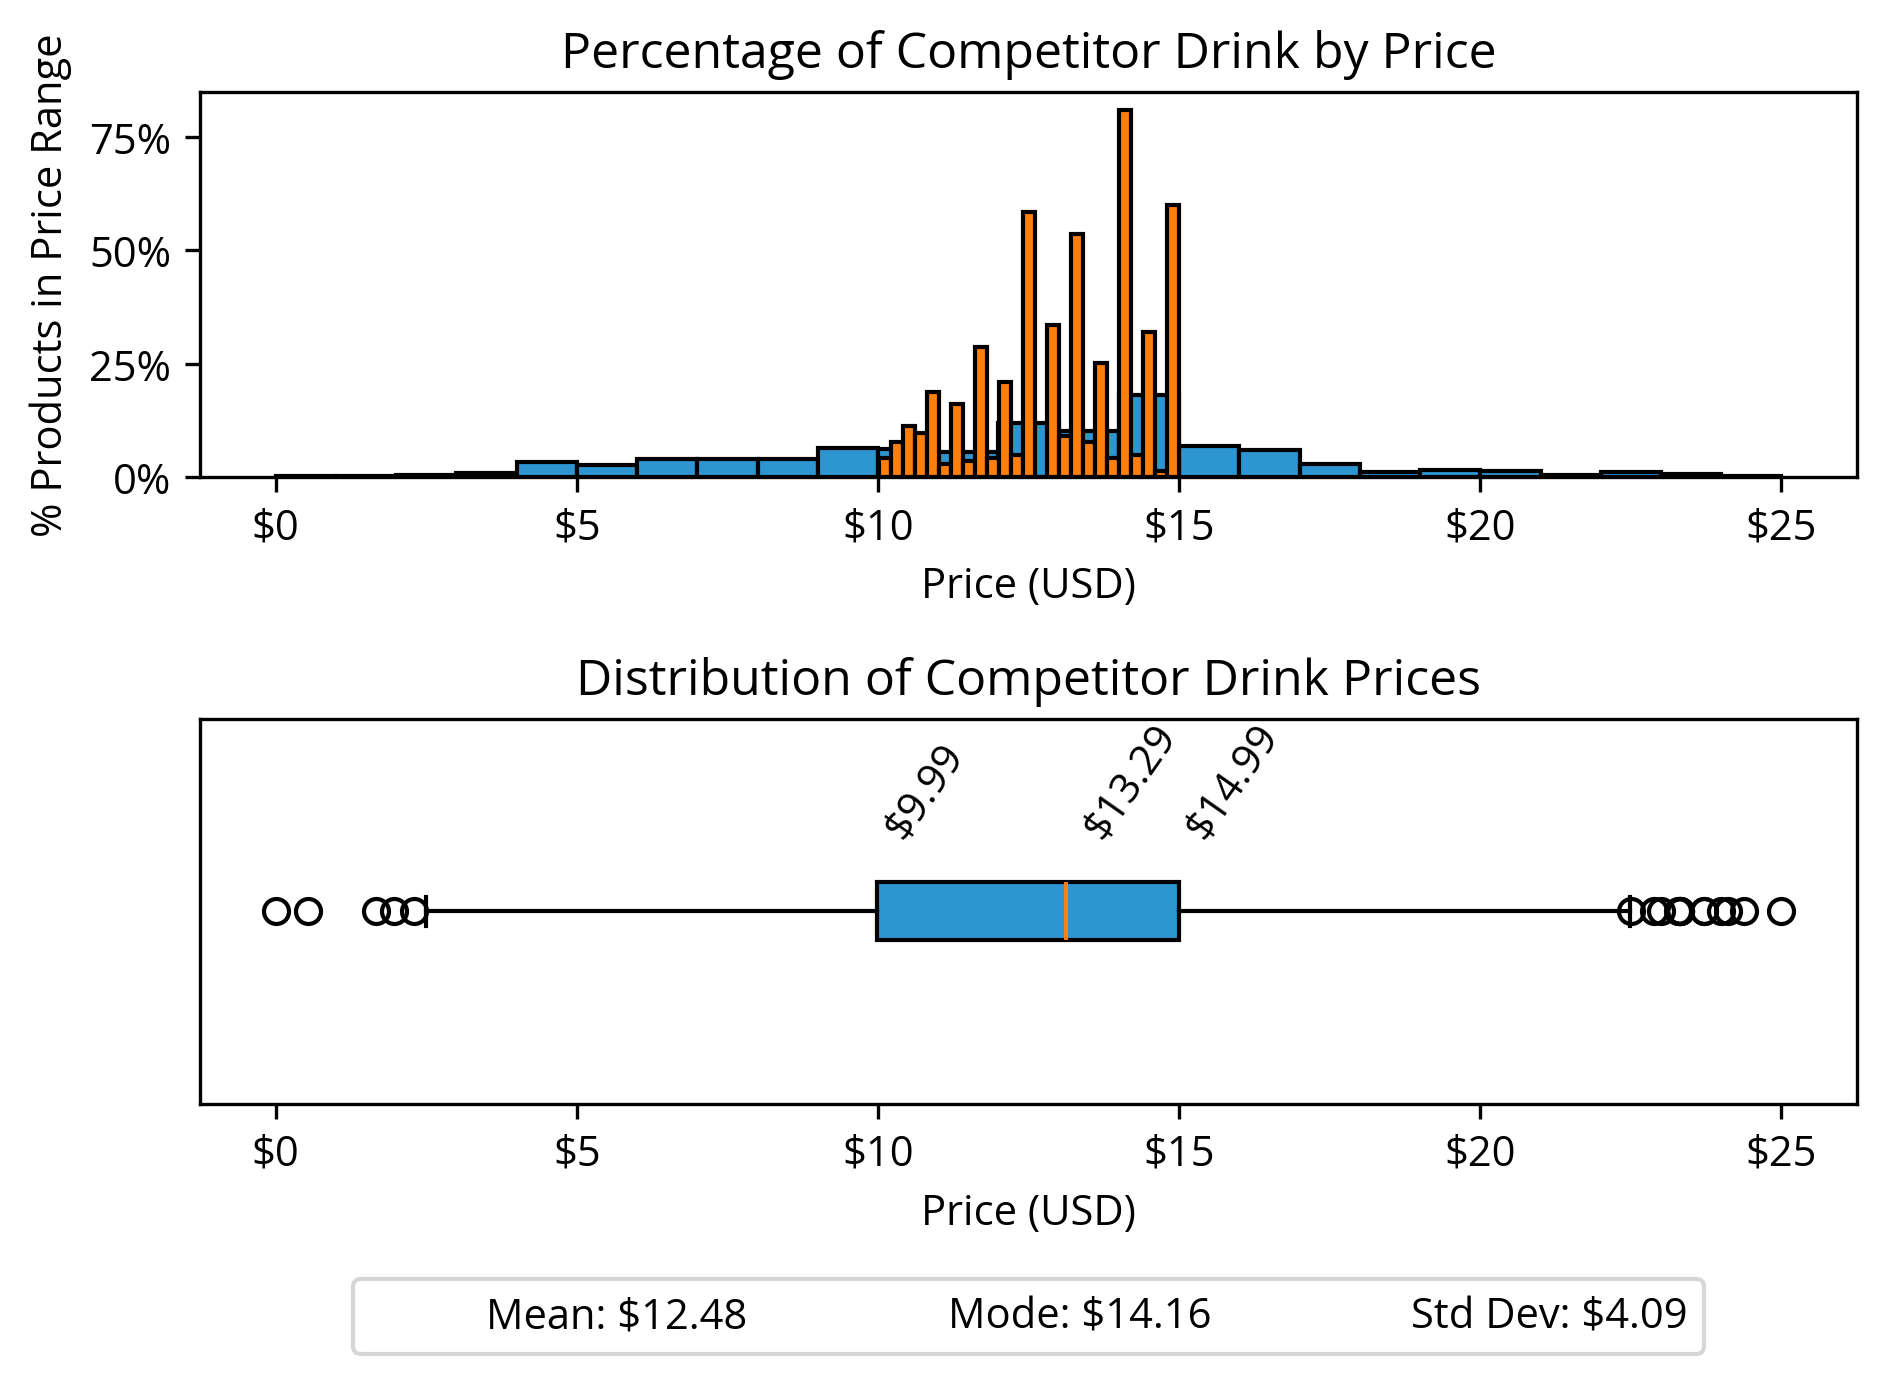 Percentage of Competitor Drink by Price
% Products in Price Range
75%
50%
25%
0%
$0 $5 $10 $15 $20 $25
Price (USD)
Distribution of Competitor Drink Prices
$9.99 $13.29 $14.99
$0 $5 $10 $15 $20 $25
Price (USD)
Mean: $12.48 Mode: $14.16 Std Dev: $4.09